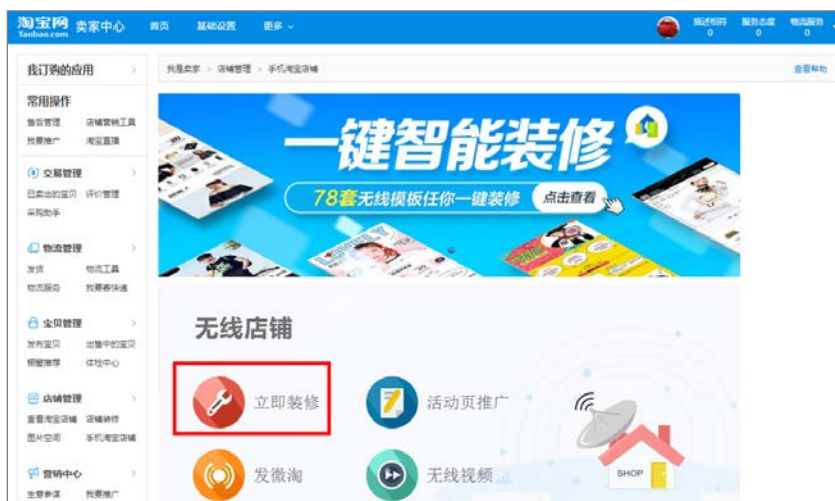 淘宝网 卖家中心 首页 基础设置 更多
Taobao.com
描述相符 服务态度 物流服务
0 0 0
我订购的应用
我是卖家 > 店铺管理 > 手机淘宝店铺
查看帮助
常用操作
售后管理 店铺营销工具
我要推广 淘宝直播
交易管理
已卖出的宝贝 评价管理
采购助手
物流管理
发货 物流工具
物流服务 我要寄快递
宝贝管理
发布宝贝 出售中的宝贝
橱窗推荐 体检中心
店铺管理
查看淘宝店铺 店铺装修
图片空间 手机淘宝店铺
营销中心
生意参谋 我要推广
一键智能装修
78套无线模板任你一键装修 点击查看
LOVELY
无线店铺
立即装修 活动页推广
发微淘 无线视频
SHOP